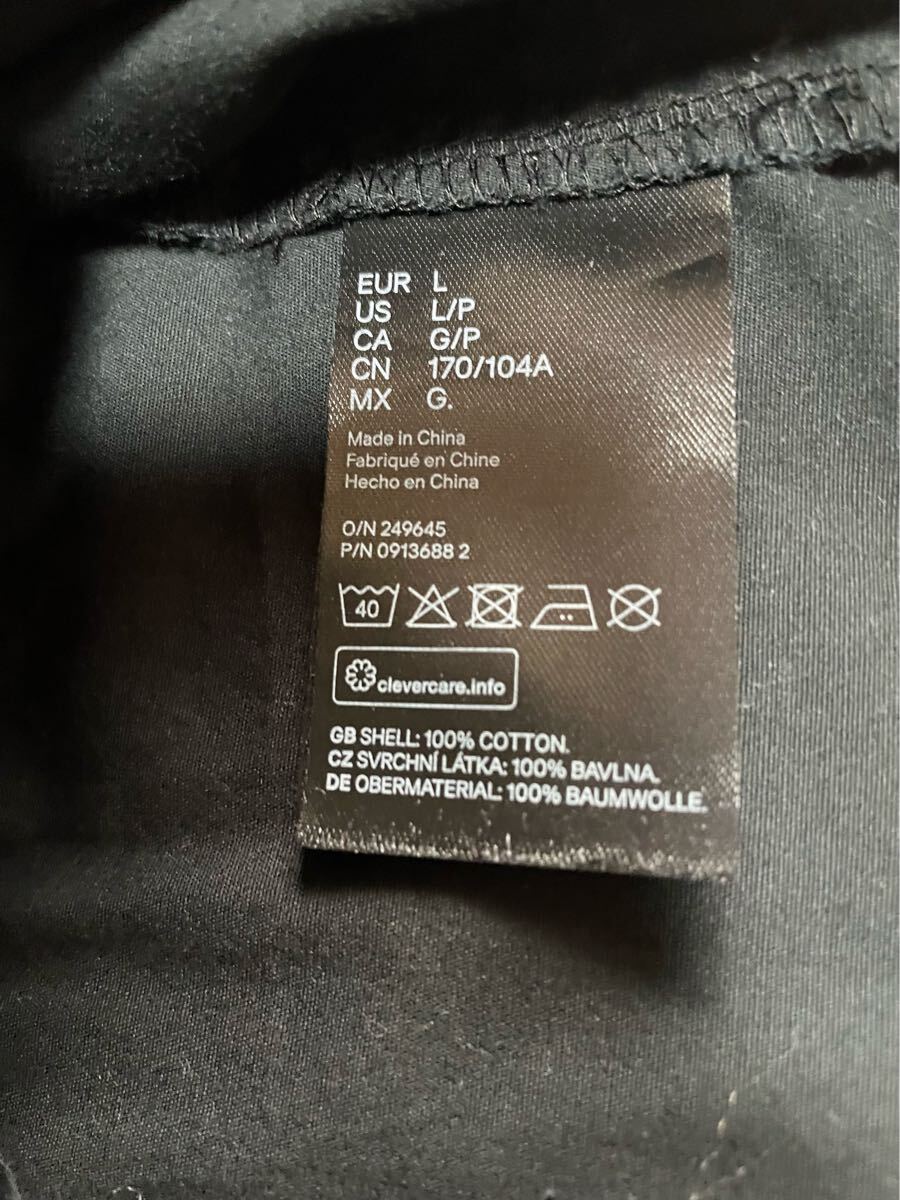 EUR L
US L/P
CA G/P
CN 170/104A
MX G.
Made in China
Fabriqué en Chine
Hecho en China
O/N 249645
P/N 0913688 2
40
clevercare.info
GB SHELL: 100% COTTON.
CZ SVRCHNÍ LÁTKA: 100% BAVLNA.
DE OBERMATERIAL: 100% BAUMWOLLE.